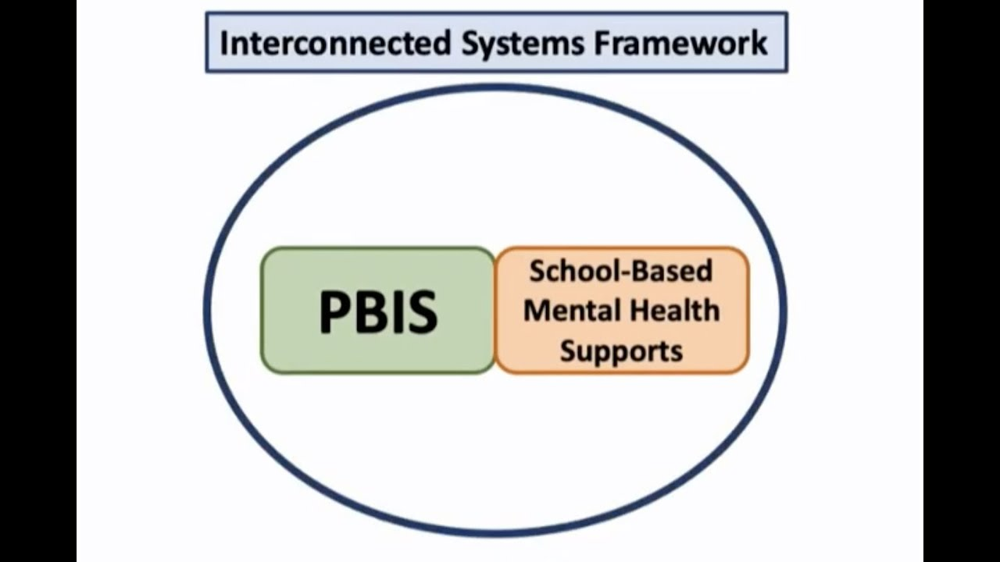 Interconnected Systems Framework
PBIS
School-Based
Mental Health
Supports